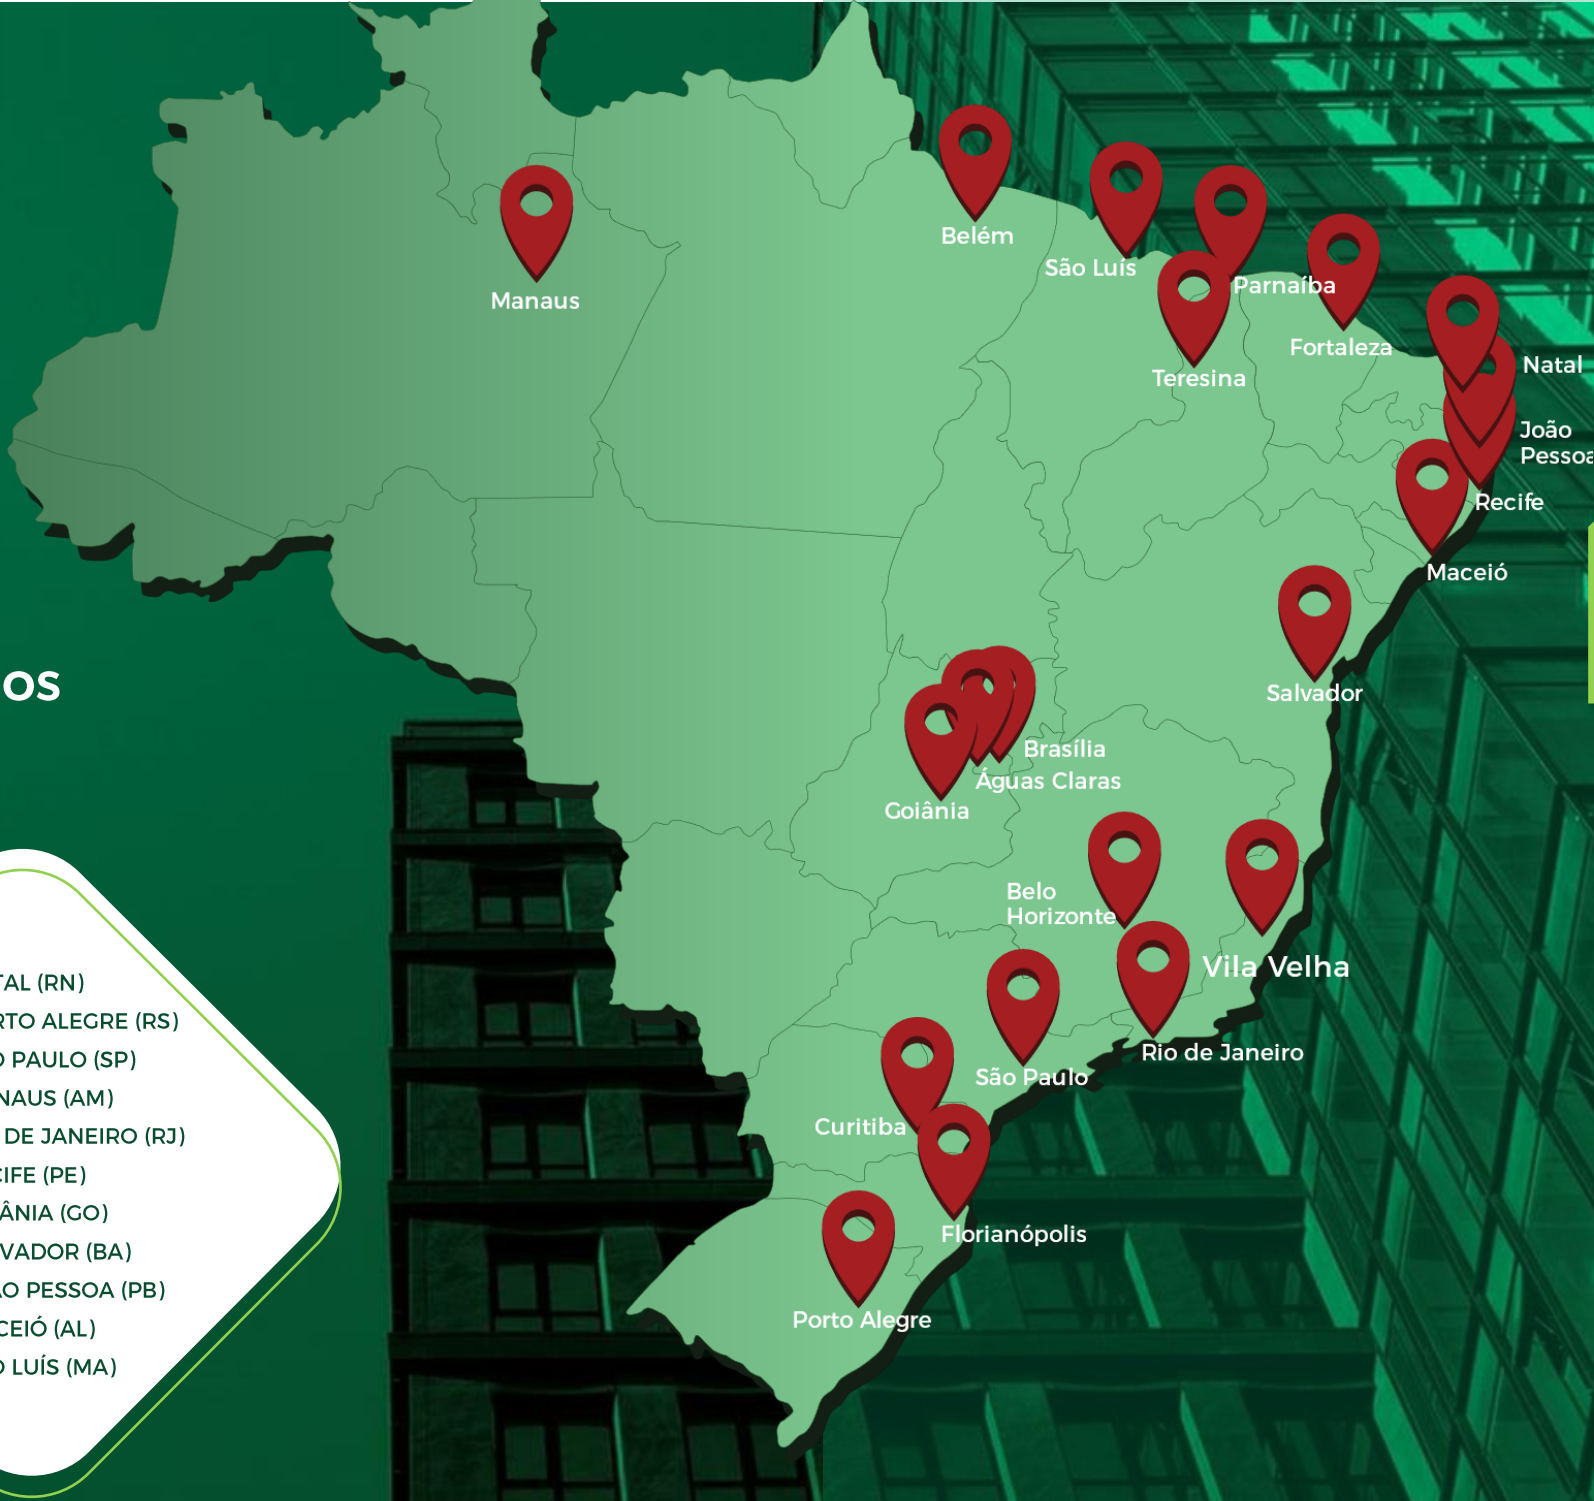 Belém
São Luís
Parnaíba
Manaus
Fortaleza
Natal
Teresina
João
Pessoa
Recife
Maceió
OS
Salvador
Brasília
Águas Claras
Goiânia
Belo
Horizonte
Vila Velha
Rio de Janeiro
São Paulo
Curitiba
Florianópolis
Porto Alegre
TAL (RN)
RTO ALEGRE (RS)
O PAULO (SP)
NAUS (AM)
DE JANEIRO (RJ)
CIFE (PE)
ÂNIA (GO)
VADOR (BA)
ÃO PESSOA (PB)
CEIÓ (AL)
O LUÍS (MA)